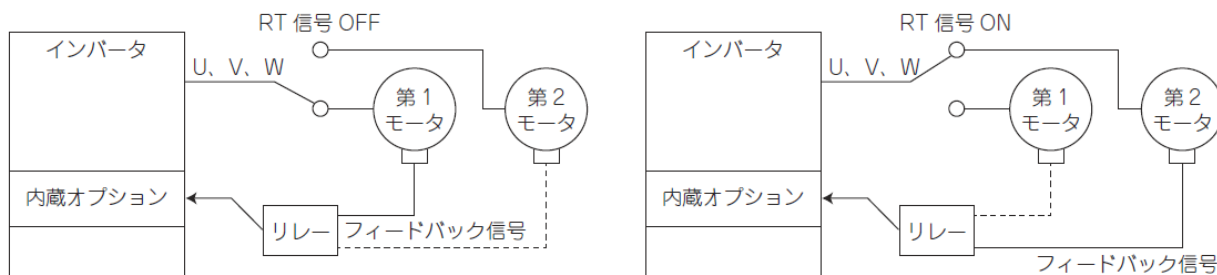 RT 信号 OFF
インバータ
U、V、W
第1
モータ
第2
モータ
内蔵オプション
リレー
フィードバック信号
RT 信号 ON
インバータ
U、V、W
第1
モータ
第2
モータ
内蔵オプション
リレー
フィードバック信号